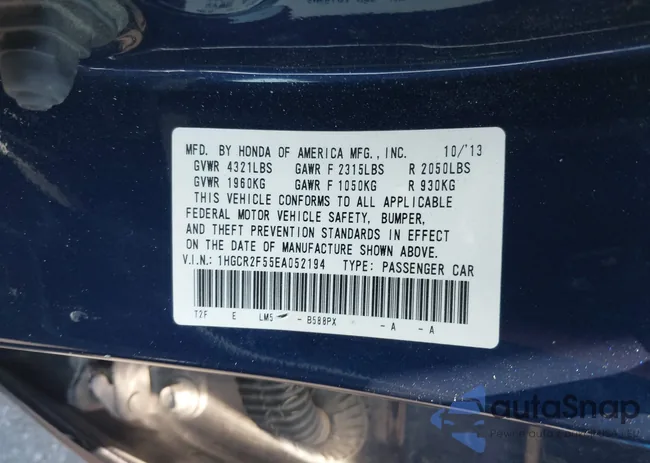 MFD. BY HONDA OF AMERICA MFG., INC. 10/'13
GVWR 4321LBS GAWR F 2315LBS R 2050LBS
GVWR 1960KG GAWR F 1050KG R 930KG
THIS VEHICLE CONFORMS TO ALL APPLICABLE
FEDERAL MOTOR VEHICLE SAFETY, BUMPER,
AND THEFT PREVENTION STANDARDS IN EFFECT
ON THE DATE OF MANUFACTURE SHOWN ABOVE.
V.I.N.: 1HGCR2F55EA052194 TYPE: PASSENGER CAR
T2F E LM5 - B588PX - A - A
autoSnap